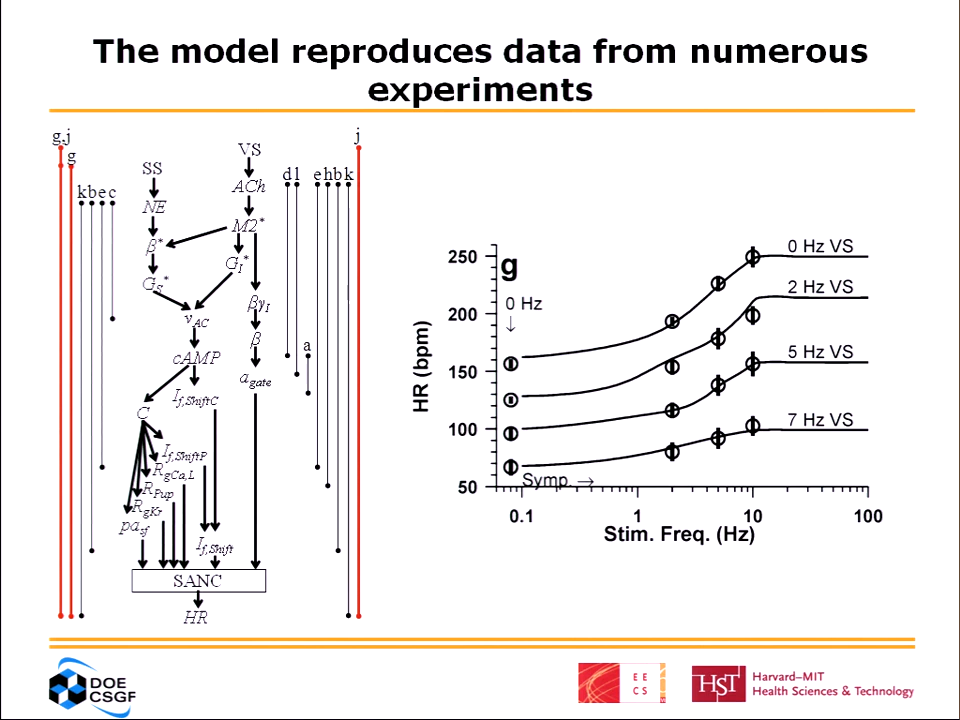 The model reproduces data from numerous
experiments
g,j
g
k b e c
SS
NE
β*
G_S*
VS
ACh
M2*
G_I*
βγ_I
β
a_gate
v_AC
cAMP
I_f,ShiftC
C
I_f,ShiftP
R_gCa,L
R_Pup
R_gKr
pa_sf
I_f,Shift
SANC
HR
d l
e h b k
j
a
g
HR (bpm)
250
200
150
100
50
0 Hz
↓
0 Hz VS
2 Hz VS
5 Hz VS
7 Hz VS
Symp. →
0.1 1 10 100
Stim. Freq. (Hz)
DOE
CSGF
E E
C S
HST
Harvard–MIT
Health Sciences & Technology